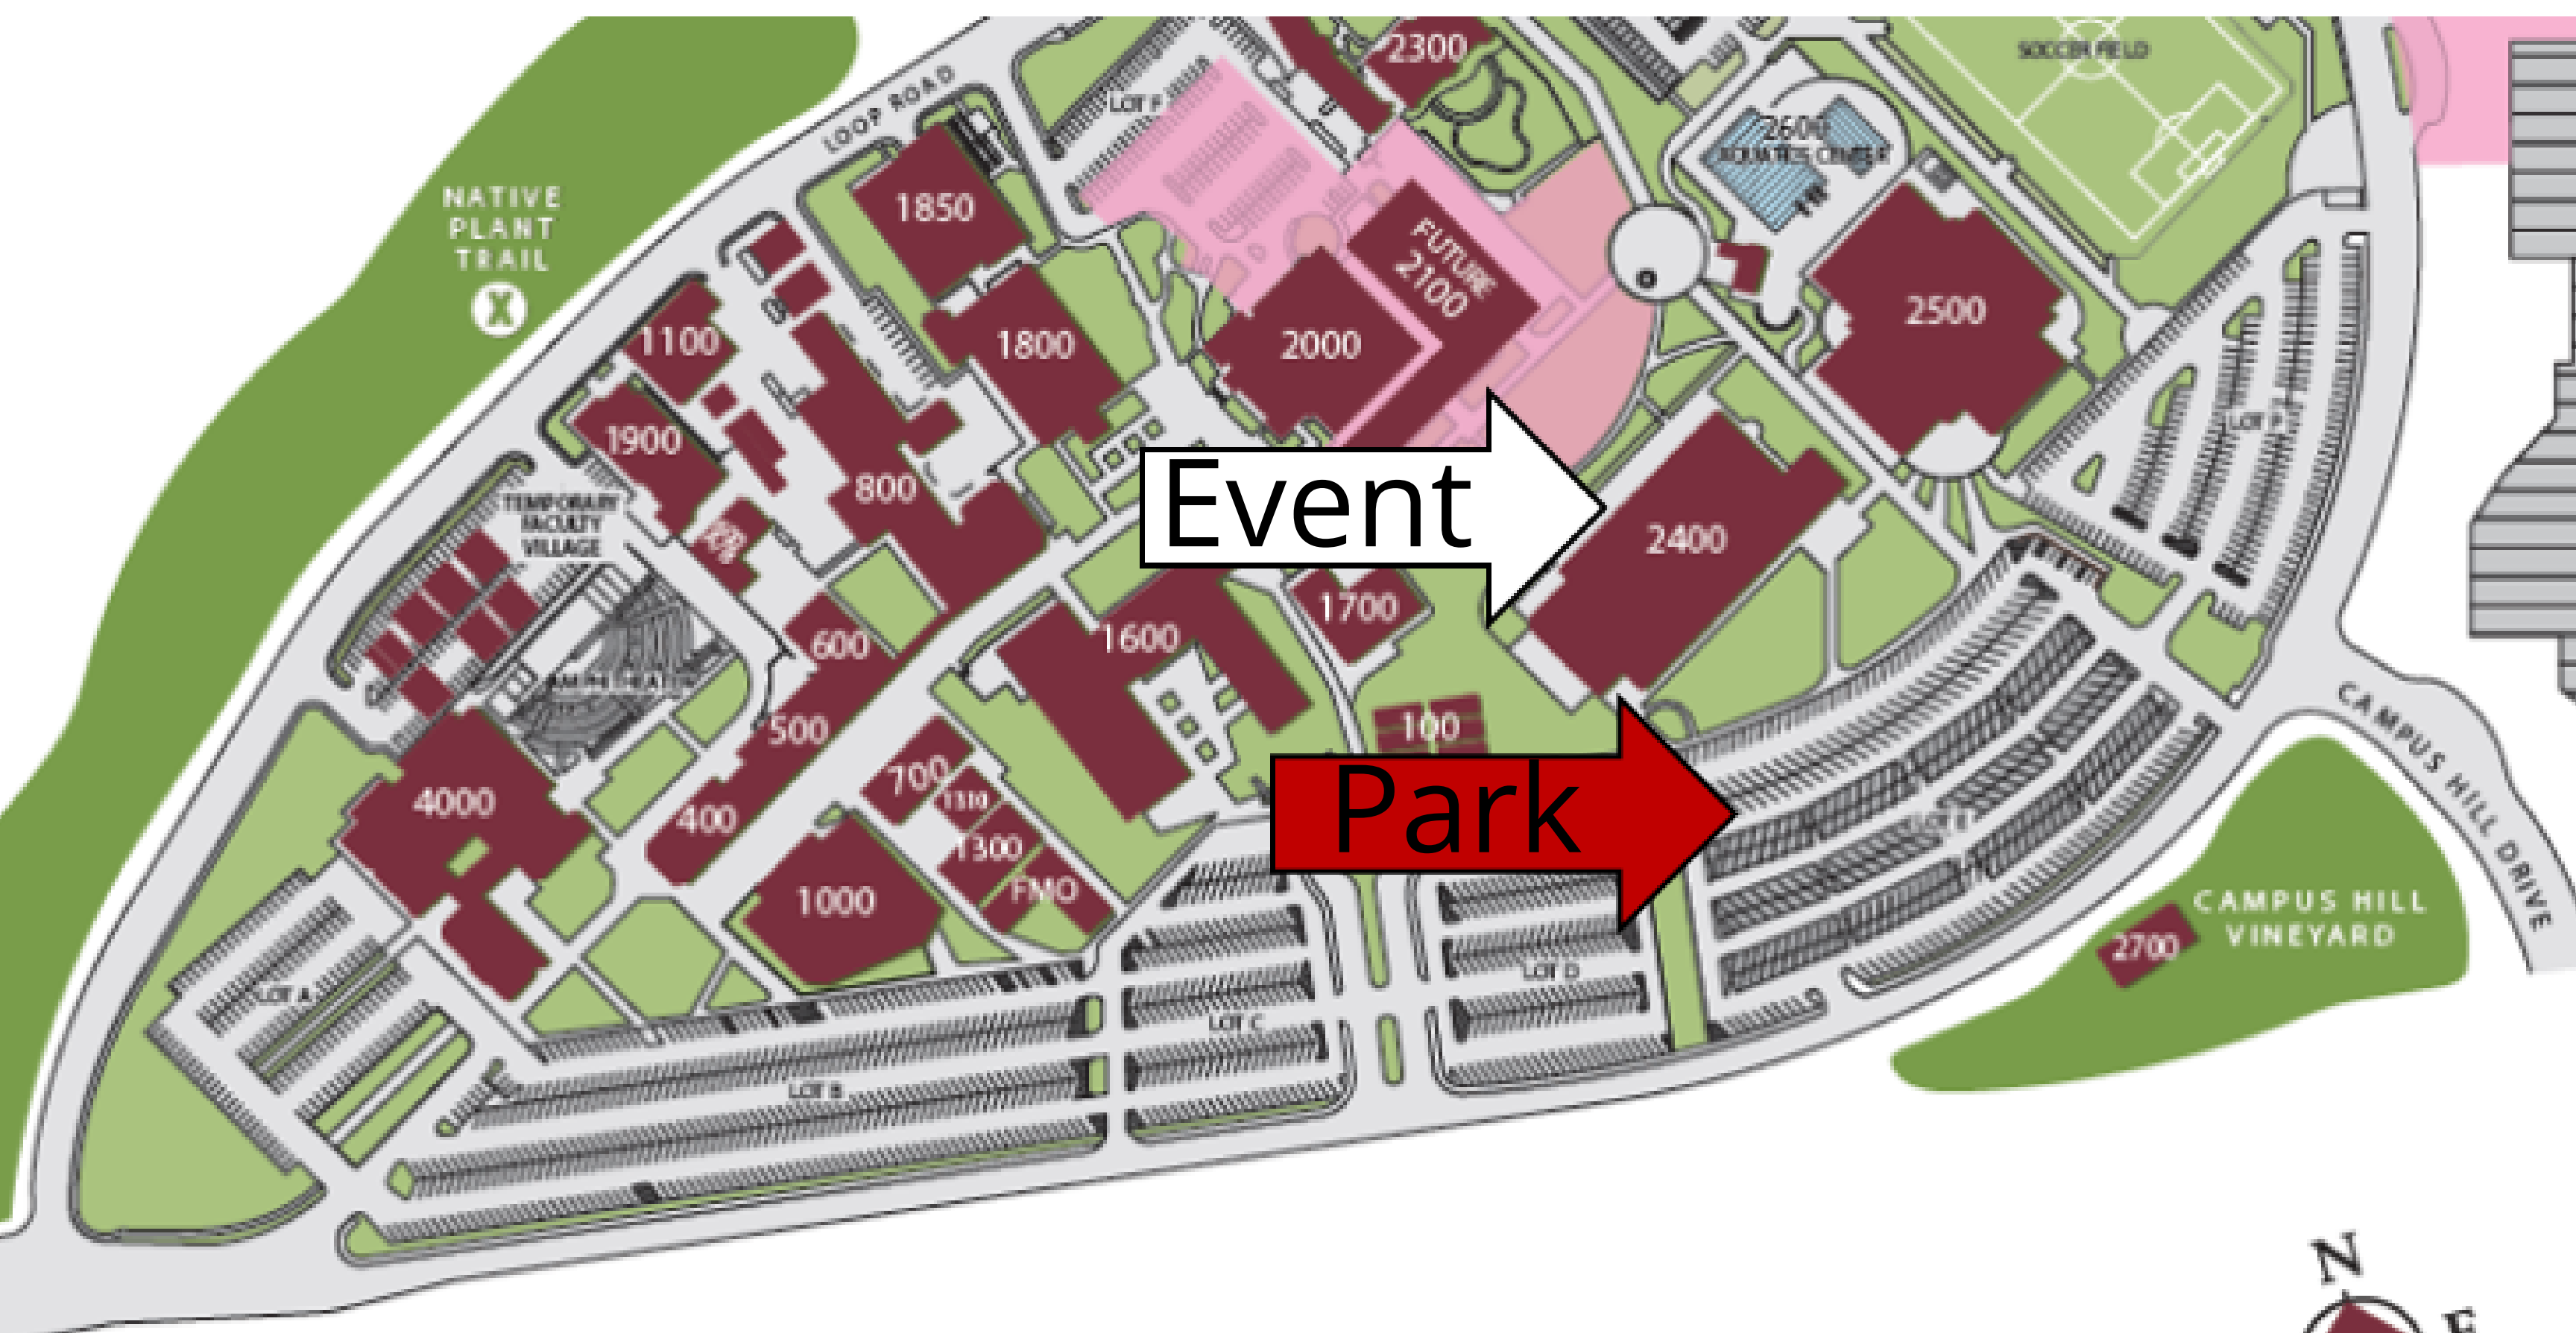 2300
SOCCER FIELD
LOOP ROAD
LOT F
2600
AQUATICS CENTER
NATIVE
PLANT
TRAIL
1850
FUTURE
2100
2500
1100
1800
2000
1900
LOT P
800
Event
2400
TEMPORARY
FACULTY
VILLAGE
1700
600
1600
AMPHITHEATER
500
100
CAMPUS HILL DRIVE
700
Park
4000
400
1310
1300
FMO
1000
CAMPUS HILL
VINEYARD
2700
LOT A
LOT D
LOT C
LOT B
N
E